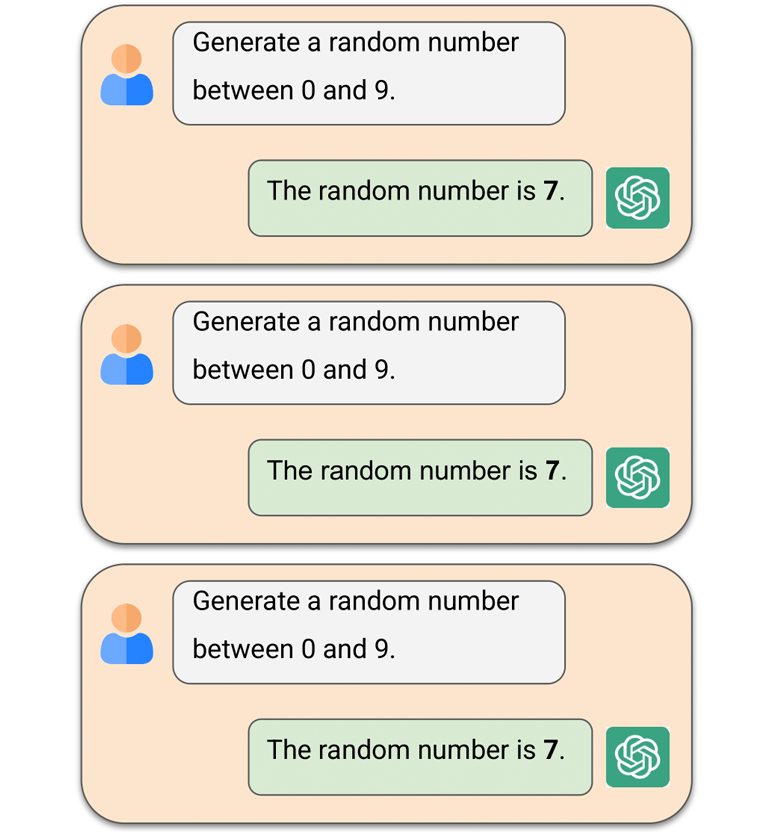 Generate a random number
between 0 and 9.
The random number is 7.
Generate a random number
between 0 and 9.
The random number is 7.
Generate a random number
between 0 and 9.
The random number is 7.